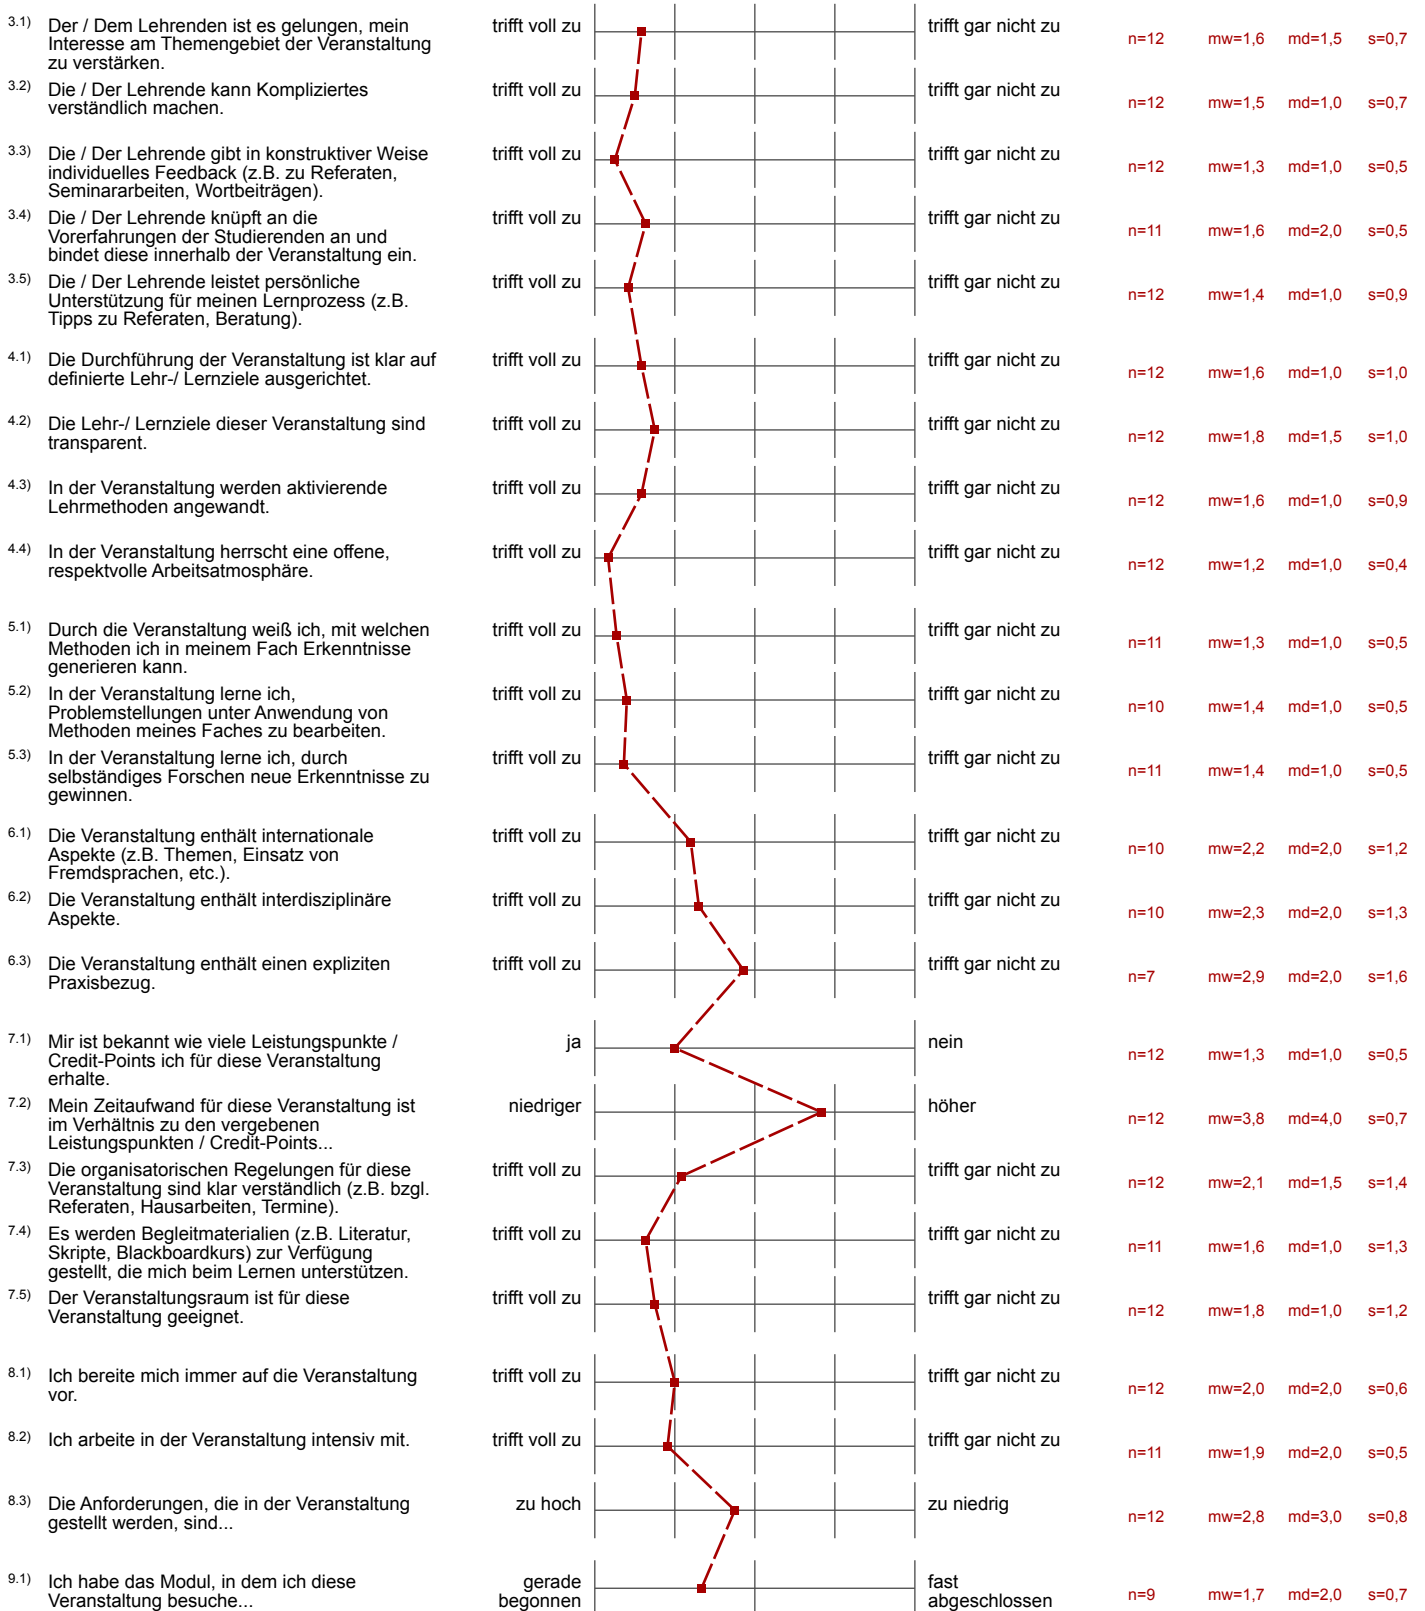 3.1) Der / Dem Lehrenden ist es gelungen, mein
Interesse am Themengebiet der Veranstaltung
zu verstärken.
trifft voll zu trifft gar nicht zu
n=12 mw=1,6 md=1,5 s=0,7
3.2) Die / Der Lehrende kann Kompliziertes
verständlich machen.
trifft voll zu trifft gar nicht zu
n=12 mw=1,5 md=1,0 s=0,7
3.3) Die / Der Lehrende gibt in konstruktiver Weise
individuelles Feedback (z.B. zu Referaten,
Seminararbeiten, Wortbeiträgen).
trifft voll zu trifft gar nicht zu
n=12 mw=1,3 md=1,0 s=0,5
3.4) Die / Der Lehrende knüpft an die
Vorerfahrungen der Studierenden an und
bindet diese innerhalb der Veranstaltung ein.
trifft voll zu trifft gar nicht zu
n=11 mw=1,6 md=2,0 s=0,5
3.5) Die / Der Lehrende leistet persönliche
Unterstützung für meinen Lernprozess (z.B.
Tipps zu Referaten, Beratung).
trifft voll zu trifft gar nicht zu
n=12 mw=1,4 md=1,0 s=0,9
4.1) Die Durchführung der Veranstaltung ist klar auf
definierte Lehr-/ Lernziele ausgerichtet.
trifft voll zu trifft gar nicht zu
n=12 mw=1,6 md=1,0 s=1,0
4.2) Die Lehr-/ Lernziele dieser Veranstaltung sind
transparent.
trifft voll zu trifft gar nicht zu
n=12 mw=1,8 md=1,5 s=1,0
4.3) In der Veranstaltung werden aktivierende
Lehrmethoden angewandt.
trifft voll zu trifft gar nicht zu
n=12 mw=1,6 md=1,0 s=0,9
4.4) In der Veranstaltung herrscht eine offene,
respektvolle Arbeitsatmosphäre.
trifft voll zu trifft gar nicht zu
n=12 mw=1,2 md=1,0 s=0,4
5.1) Durch die Veranstaltung weiß ich, mit welchen
Methoden ich in meinem Fach Erkenntnisse
generieren kann.
trifft voll zu trifft gar nicht zu
n=11 mw=1,3 md=1,0 s=0,5
5.2) In der Veranstaltung lerne ich,
Problemstellungen unter Anwendung von
Methoden meines Faches zu bearbeiten.
trifft voll zu trifft gar nicht zu
n=10 mw=1,4 md=1,0 s=0,5
5.3) In der Veranstaltung lerne ich, durch
selbständiges Forschen neue Erkenntnisse zu
gewinnen.
trifft voll zu trifft gar nicht zu
n=11 mw=1,4 md=1,0 s=0,5
6.1) Die Veranstaltung enthält internationale
Aspekte (z.B. Themen, Einsatz von
Fremdsprachen, etc.).
trifft voll zu trifft gar nicht zu
n=10 mw=2,2 md=2,0 s=1,2
6.2) Die Veranstaltung enthält interdisziplinäre
Aspekte.
trifft voll zu trifft gar nicht zu
n=10 mw=2,3 md=2,0 s=1,3
6.3) Die Veranstaltung enthält einen expliziten
Praxisbezug.
trifft voll zu trifft gar nicht zu
n=7 mw=2,9 md=2,0 s=1,6
7.1) Mir ist bekannt wie viele Leistungspunkte /
Credit-Points ich für diese Veranstaltung
erhalte.
ja nein
n=12 mw=1,3 md=1,0 s=0,5
7.2) Mein Zeitaufwand für diese Veranstaltung ist
im Verhältnis zu den vergebenen
Leistungspunkten / Credit-Points...
niedriger höher
n=12 mw=3,8 md=4,0 s=0,7
7.3) Die organisatorischen Regelungen für diese
Veranstaltung sind klar verständlich (z.B. bzgl.
Referaten, Hausarbeiten, Termine).
trifft voll zu trifft gar nicht zu
n=12 mw=2,1 md=1,5 s=1,4
7.4) Es werden Begleitmaterialien (z.B. Literatur,
Skripte, Blackboardkurs) zur Verfügung
gestellt, die mich beim Lernen unterstützen.
trifft voll zu trifft gar nicht zu
n=11 mw=1,6 md=1,0 s=1,3
7.5) Der Veranstaltungsraum ist für diese
Veranstaltung geeignet.
trifft voll zu trifft gar nicht zu
n=12 mw=1,8 md=1,0 s=1,2
8.1) Ich bereite mich immer auf die Veranstaltung
vor.
trifft voll zu trifft gar nicht zu
n=12 mw=2,0 md=2,0 s=0,6
8.2) Ich arbeite in der Veranstaltung intensiv mit.
trifft voll zu trifft gar nicht zu
n=11 mw=1,9 md=2,0 s=0,5
8.3) Die Anforderungen, die in der Veranstaltung
gestellt werden, sind...
zu hoch zu niedrig
n=12 mw=2,8 md=3,0 s=0,8
9.1) Ich habe das Modul, in dem ich diese
Veranstaltung besuche...
gerade
begonnen
fast
abgeschlossen
n=9 mw=1,7 md=2,0 s=0,7